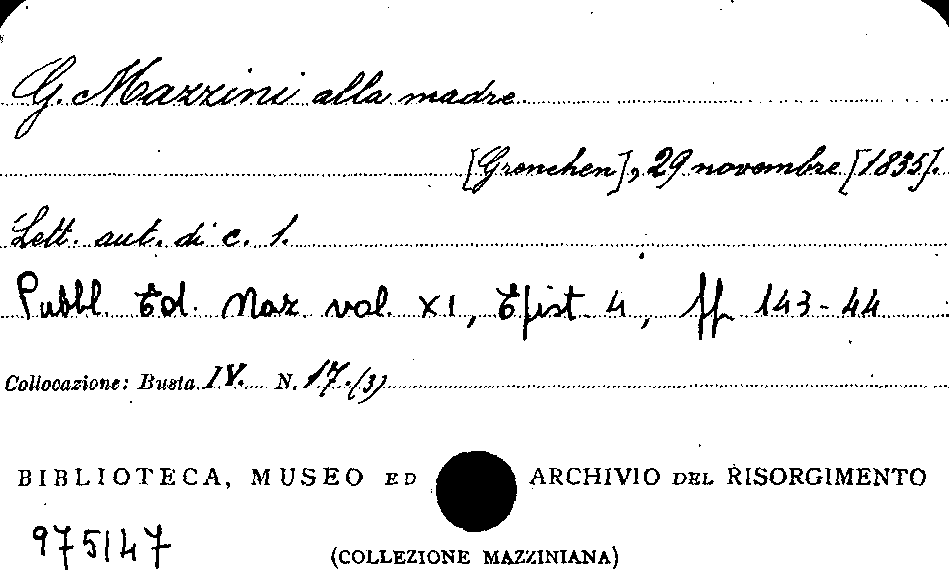 G. Mazzini alla madre
[Grenchen], 29 novembre [1835].
Lett. aut. di c. 1.
Pubbl. Ed. Naz. vol. XI, Epist. 4, pp. 143-44
Collocazione: Busta IV. N. 17.(3)
BIBLIOTECA, MUSEO ED ARCHIVIO DEL RISORGIMENTO
975147
(COLLEZIONE MAZZINIANA)